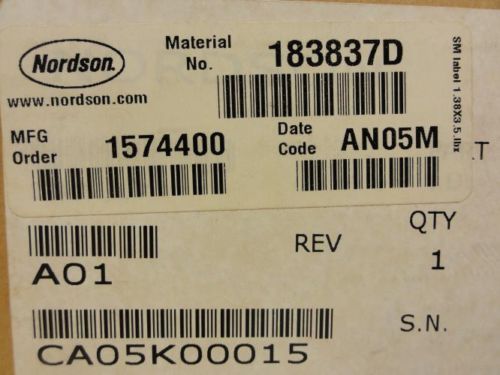 Nordson
www.nordson.com
Material No. 183837D
MFG Order 1574400
Date Code AN05M
SM label 1.38X3.5.lbx
T
A01
REV
QTY
1
CA05K00015
S.N.